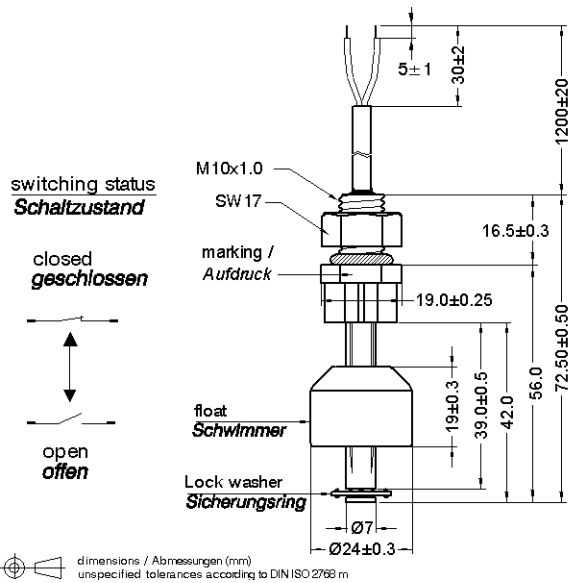 5±1
30±2
1200±20
M10x1.0
SW 17
switching status
Schaltzustand
16.5±0.3
marking /
Aufdruck
closed
geschlossen
19.0±0.25
72.50±0.50
56.0
42.0
39.0±0.5
19±0.3
float
Schwimmer
open
offen
Lock washer
Sicherungsring
Ø7
Ø24±0.3
dimensions / Abmessungen (mm)
unspecified tolerances according to DIN ISO 2768 m